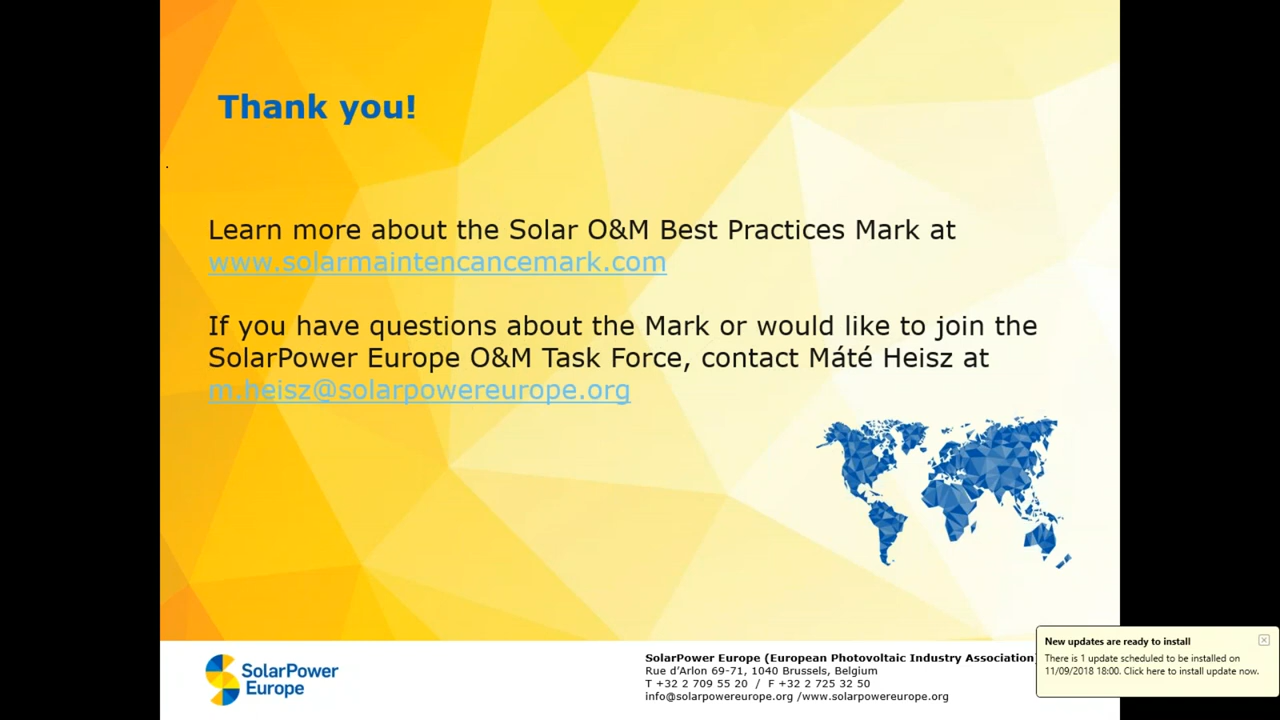 Thank you!
Learn more about the Solar O&M Best Practices Mark at
www.solarmaintencancemark.com
If you have questions about the Mark or would like to join the
SolarPower Europe O&M Task Force, contact Máté Heisz at
m.heisz@solarpowereurope.org
SolarPower
Europe
SolarPower Europe (European Photovoltaic Industry Association
Rue d'Arlon 69-71, 1040 Brussels, Belgium
T +32 2 709 55 20 / F +32 2 725 32 50
info@solarpowereurope.org /www.solarpowereurope.org
New updates are ready to install
There is 1 update scheduled to be installed on
11/09/2018 18:00. Click here to install update now.